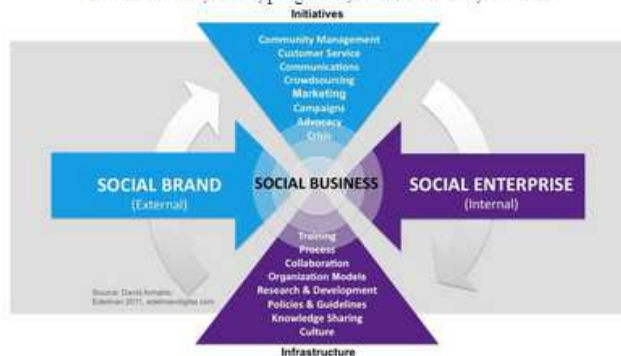 Initiatives
Community Management
Customer Service
Communications
Crowdsourcing
Marketing
Campaigns
Advocacy
Crisis
SOCIAL BRAND
(External)
SOCIAL BUSINESS
SOCIAL ENTERPRISE
(Internal)
Training
Process
Collaboration
Organization Models
Research & Development
Policies & Guidelines
Knowledge Sharing
Culture
Source: David Armano,
Edelman 2011, edelmandigital.com
Infrastructure